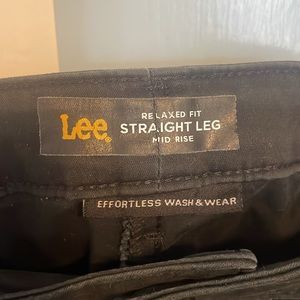 Lee®
RELAXED FIT
STRAIGHT LEG
MID RISE
EFFORTLESS WASH & WEAR